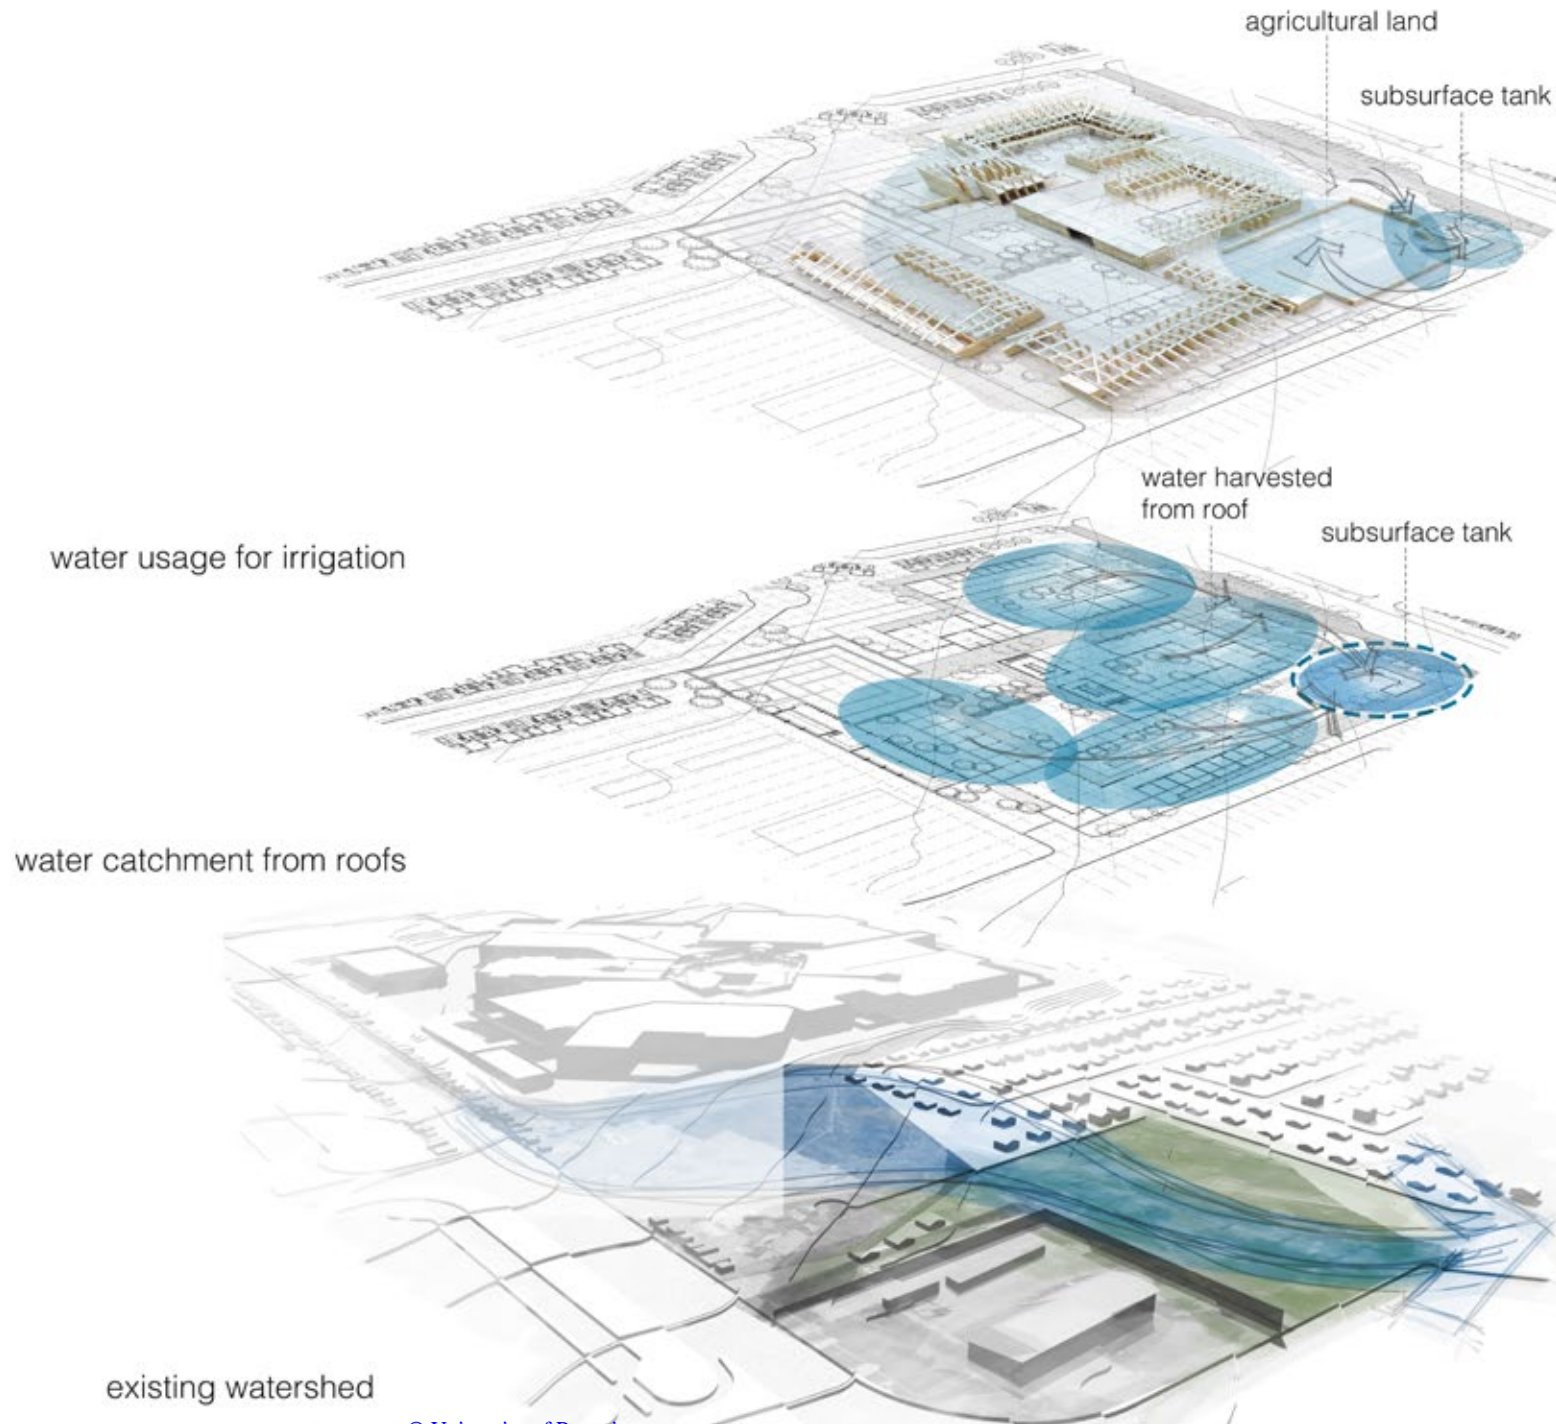 agricultural land
subsurface tank
water harvested
from roof
subsurface tank
water usage for irrigation
water catchment from roofs
existing watershed